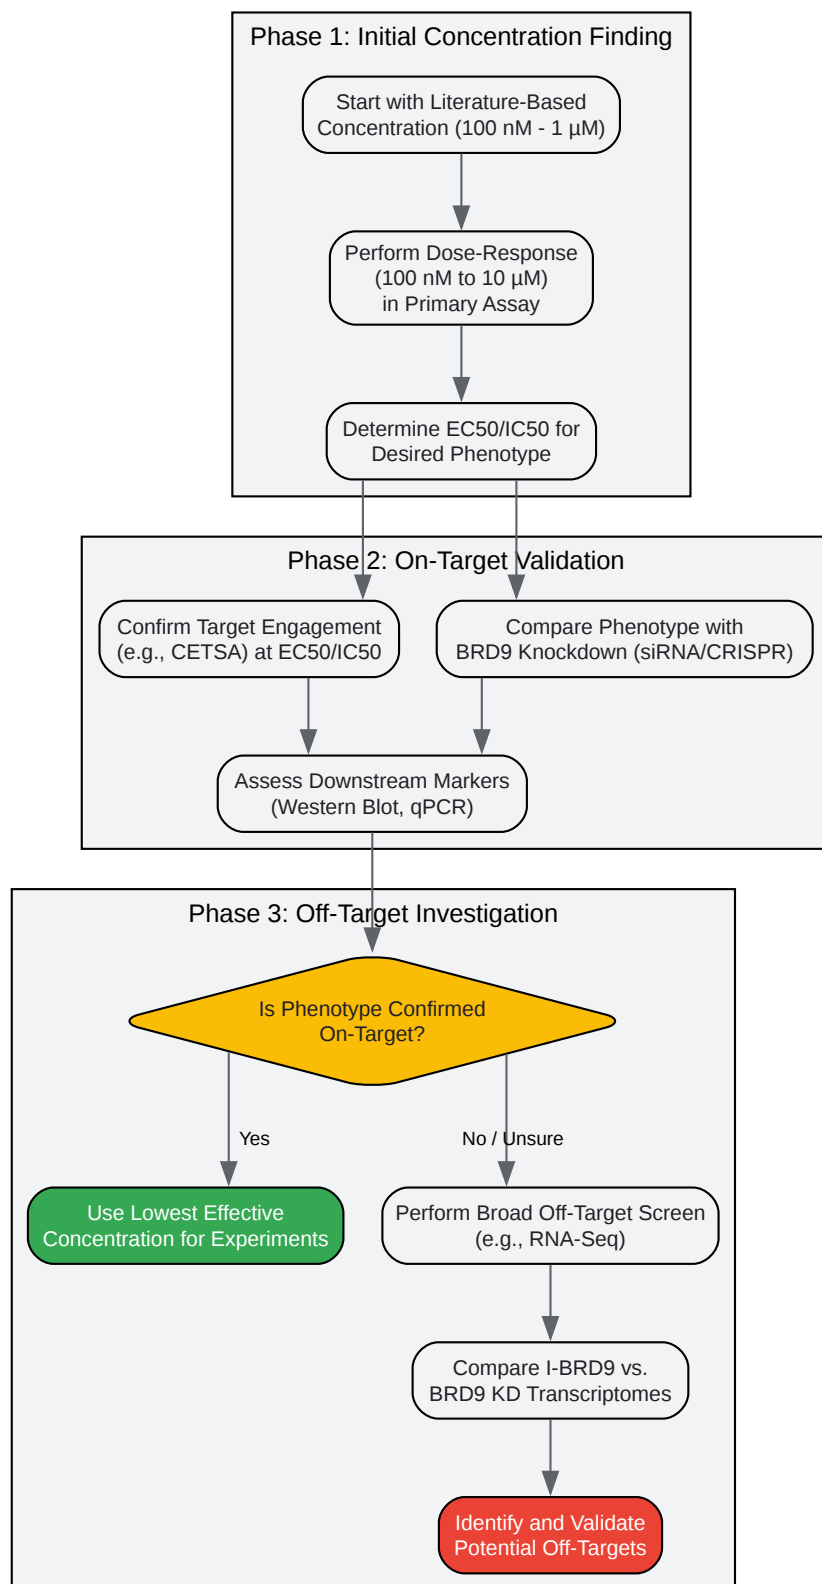 Phase 1: Initial Concentration Finding
Start with Literature-Based
Concentration (100 nM - 1 µM)
Perform Dose-Response
(100 nM to 10 µM)
in Primary Assay
Determine EC50/IC50 for
Desired Phenotype
Phase 2: On-Target Validation
Confirm Target Engagement
(e.g., CETSA) at EC50/IC50
Compare Phenotype with
BRD9 Knockdown (siRNA/CRISPR)
Assess Downstream Markers
(Western Blot, qPCR)
Phase 3: Off-Target Investigation
Is Phenotype Confirmed
On-Target?
Yes
No / Unsure
Use Lowest Effective
Concentration for Experiments
Perform Broad Off-Target Screen
(e.g., RNA-Seq)
Compare I-BRD9 vs.
BRD9 KD Transcriptomes
Identify and Validate
Potential Off-Targets